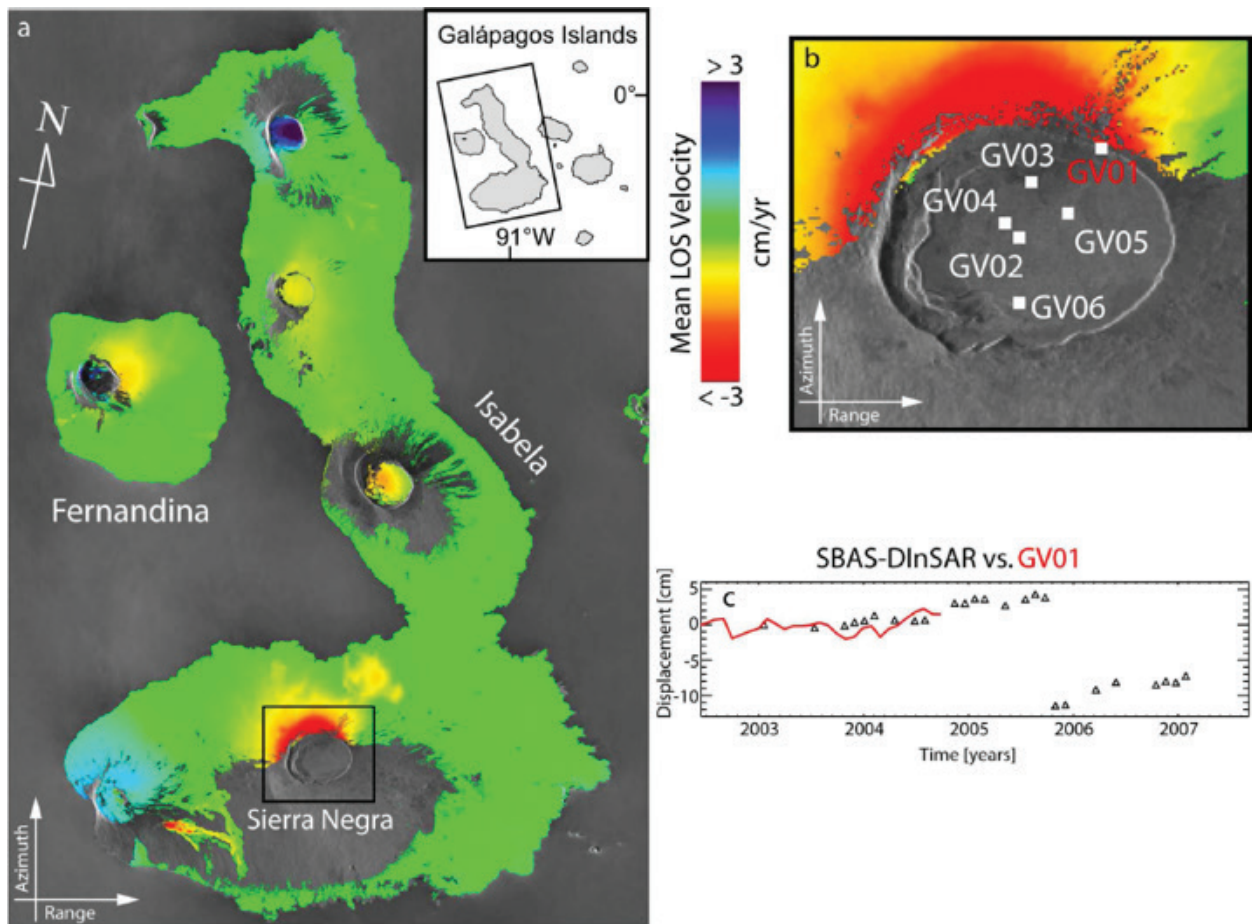 a
N
Galápagos Islands
0°
91°W
Fernandina
Isabela
Sierra Negra
Azimuth
Range
> 3
Mean LOS Velocity
cm/yr
< -3
b
GV03
GV01
GV04
GV05
GV02
GV06
Azimuth
Range
SBAS-DInSAR vs. GV01
c
Displacement [cm]
5
0
-5
-10
2003 2004 2005 2006 2007
Time [years]